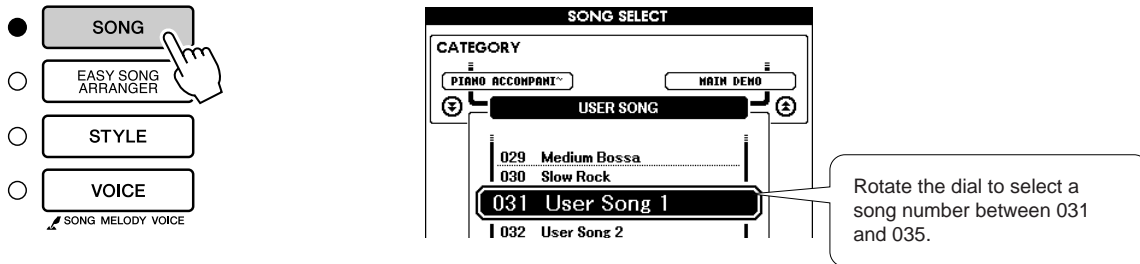 SONG
EASY SONG
ARRANGER
STYLE
VOICE
SONG MELODY VOICE
SONG SELECT
CATEGORY
PIANO ACCOMPANI~
MAIN DEMO
USER SONG
029 Medium Bossa
030 Slow Rock
031 User Song 1
032 User Song 2
Rotate the dial to select a
song number between 031
and 035.